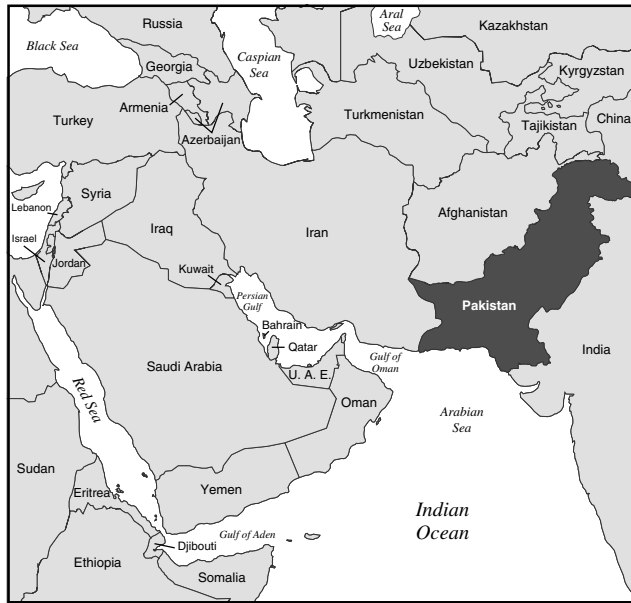 Russia
Aral
Sea
Kazakhstan
Black Sea
Caspian
Sea
Georgia
Uzbekistan
Kyrgyzstan
Armenia
Turkey
Turkmenistan
Tajikistan
China
Azerbaijan
Syria
Afghanistan
Lebanon
Iraq
Iran
Israel
Jordan
Kuwait
Persian
Gulf
Pakistan
Bahrain
Qatar
Gulf of
Oman
India
Saudi Arabia
U. A. E.
Red Sea
Oman
Arabian
Sea
Sudan
Eritrea
Yemen
Indian
Ocean
Gulf of Aden
Djibouti
Ethiopia
Somalia